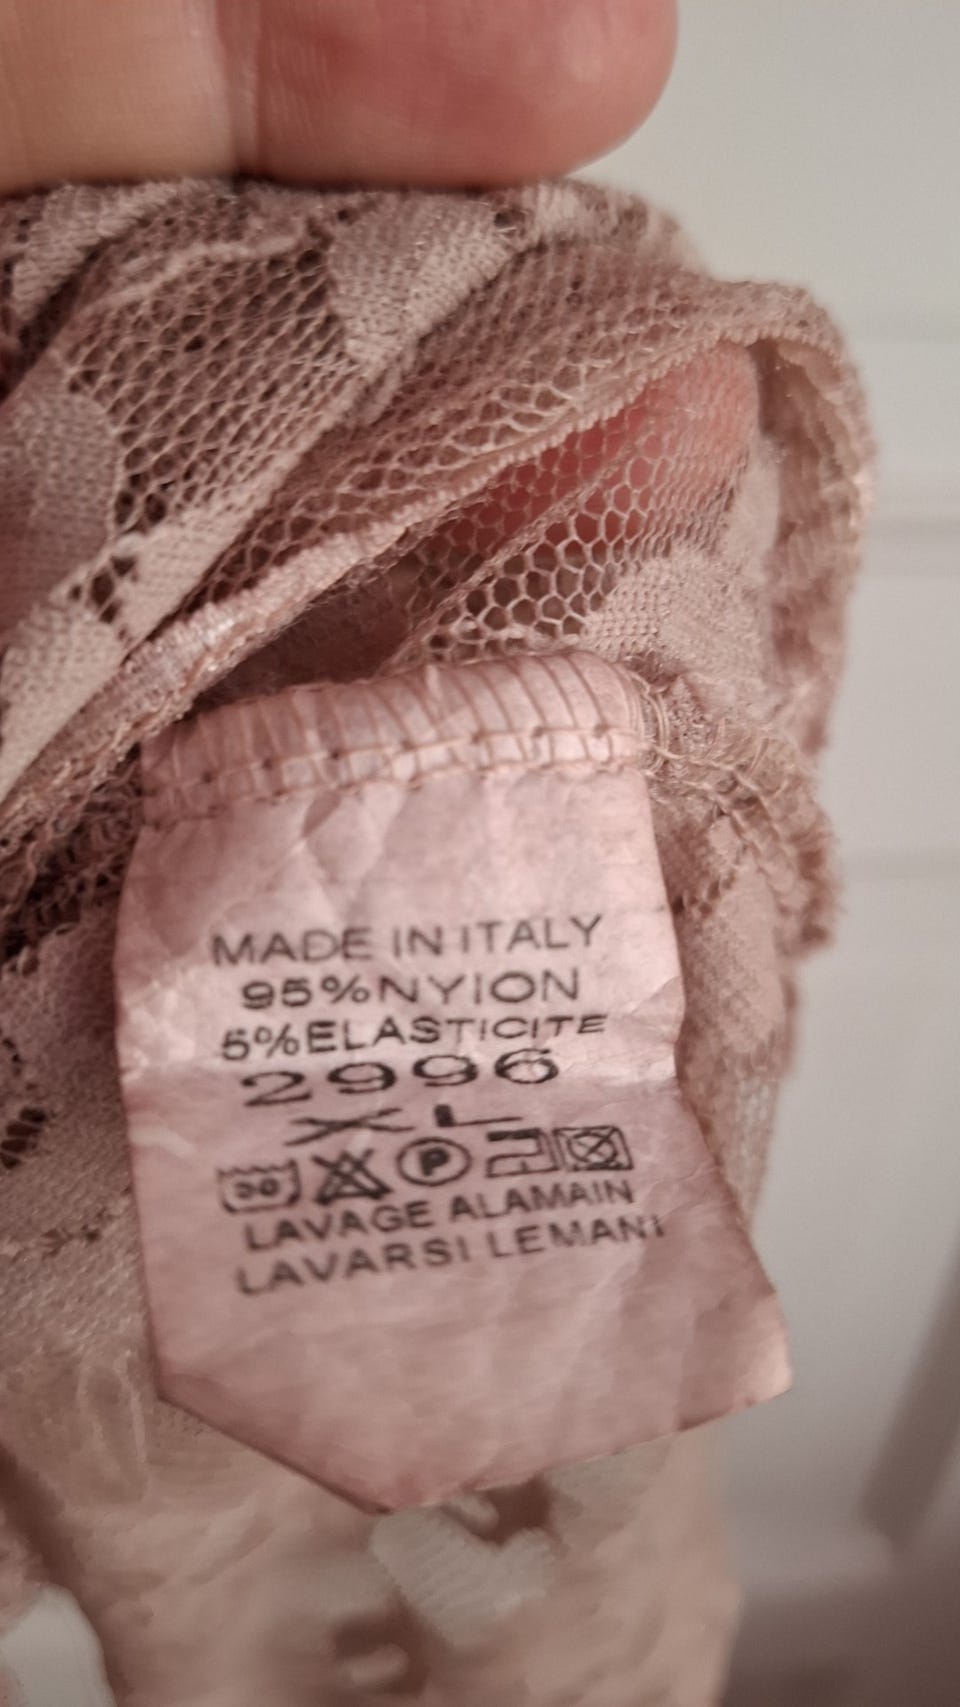 MADE IN ITALY
95%NYION
5%ELASTICITE
2996
XL
30 P
LAVAGE ALAMAIN
LAVARSI LEMANI